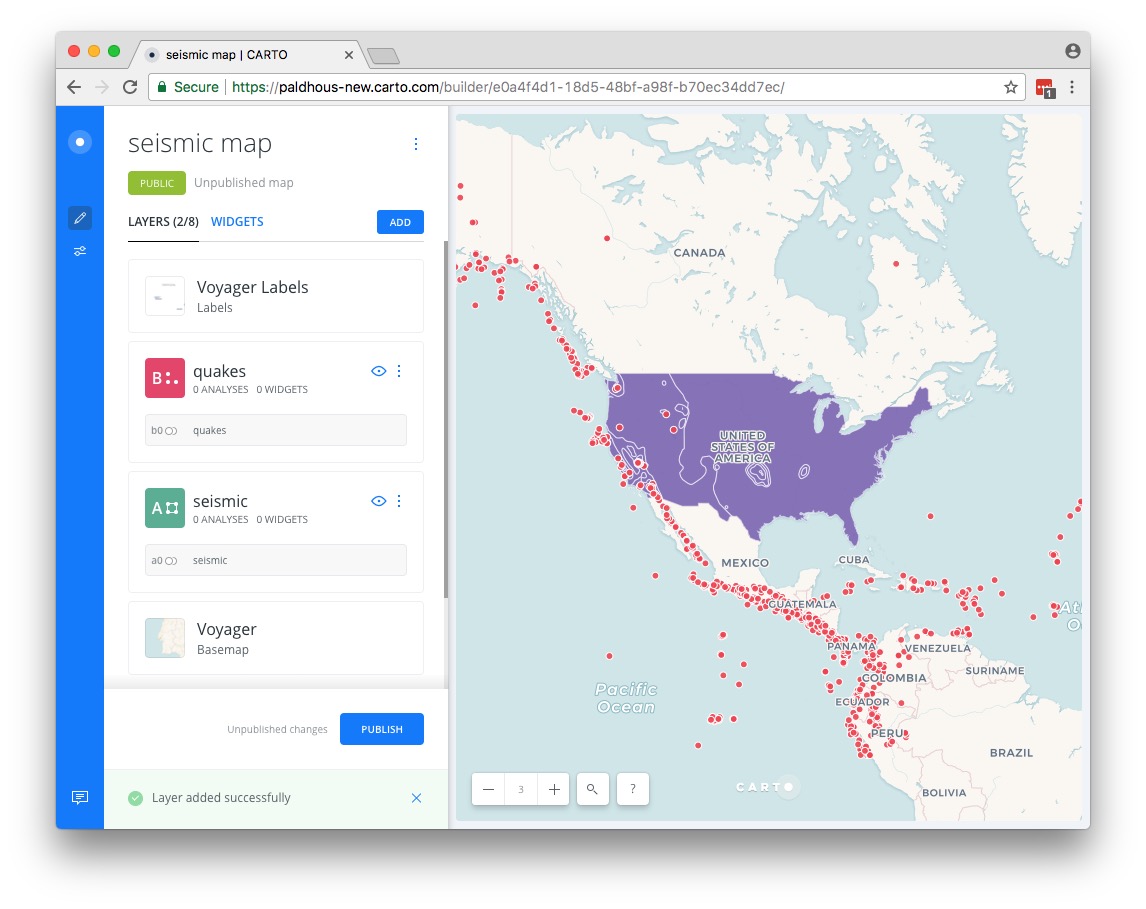 seismic map | CARTO
Secure https://paldhous-new.carto.com/builder/e0a4f4d1-18d5-48bf-a98f-b70ec34dd7ec/
1
seismic map
PUBLIC Unpublished map
LAYERS (2/8) WIDGETS ADD
Voyager Labels
Labels
B
quakes
0 ANALYSES 0 WIDGETS
b0 quakes
A
seismic
0 ANALYSES 0 WIDGETS
a0 seismic
Voyager
Basemap
Unpublished changes PUBLISH
Layer added successfully
CANADA
UNITED
STATES OF
AMERICA
MEXICO
CUBA
GUATEMALA
PANAMA
VENEZUELA
COLOMBIA
SURINAME
ECUADOR
PERU
BRAZIL
BOLIVIA
Pacific
Ocean
Atl
O
3
?
CARTO